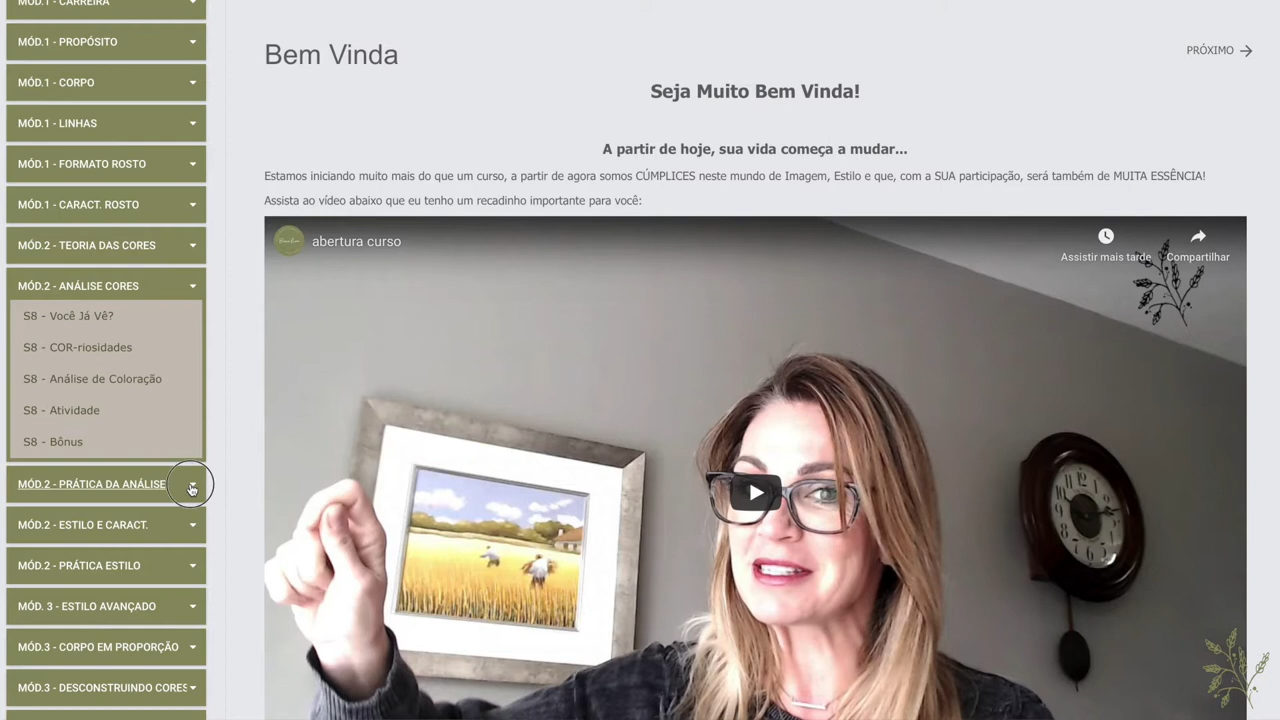 MÓD.1 - CARREIRA
MÓD.1 - PROPÓSITO
MÓD.1 - CORPO
MÓD.1 - LINHAS
MÓD.1 - FORMATO ROSTO
MÓD.1 - CARACT. ROSTO
MÓD.2 - TEORIA DAS CORES
MÓD.2 - ANÁLISE CORES
S8 - Você Já Vê?
S8 - COR-riosidades
S8 - Análise de Coloração
S8 - Atividade
S8 - Bônus
MÓD.2 - PRÁTICA DA ANÁLISE
MÓD.2 - ESTILO E CARACT.
MÓD.2 - PRÁTICA ESTILO
MÓD. 3 - ESTILO AVANÇADO
MÓD.3 - CORPO EM PROPORÇÃO
MÓD.3 - DESCONSTRUINDO CORES
Bem Vinda
PRÓXIMO
Seja Muito Bem Vinda!
A partir de hoje, sua vida começa a mudar...
Estamos iniciando muito mais do que um curso, a partir de agora somos CÚMPLICES neste mundo de Imagem, Estilo e que, com a SUA participação, será também de MUITA ESSÊNCIA!
Assista ao vídeo abaixo que eu tenho um recadinho importante para você:
abertura curso
Assistir mais tarde
Compartilhar